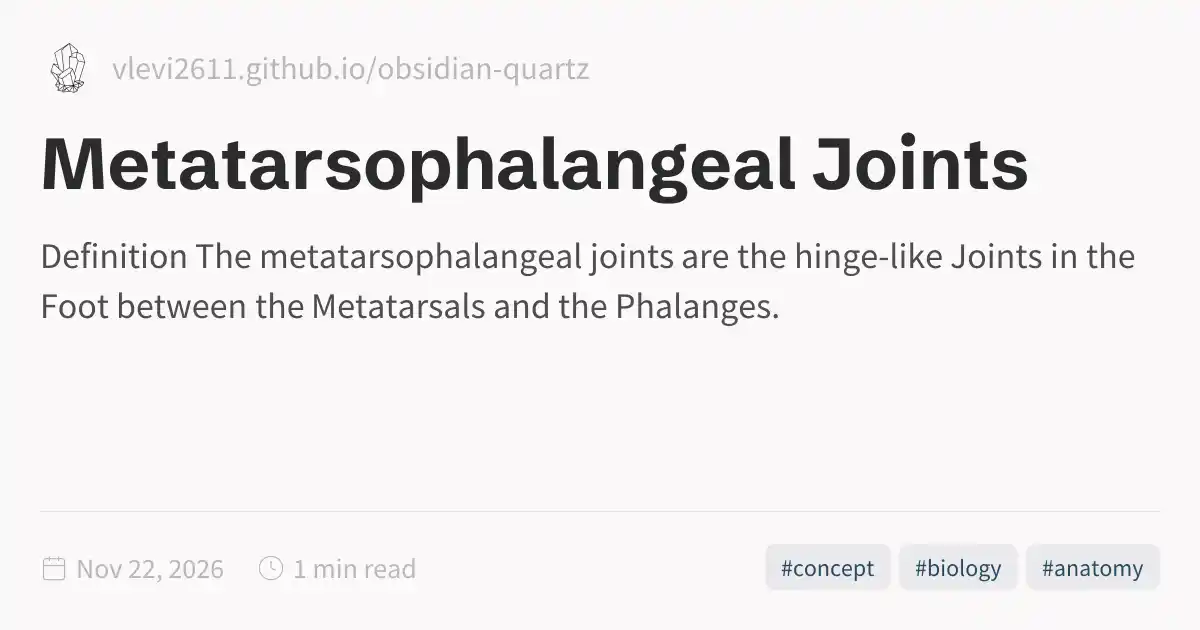 vlevi2611.github.io/obsidian-quartz
Metatarsophalangeal Joints
Definition The metatarsophalangeal joints are the hinge-like Joints in the
Foot between the Metatarsals and the Phalanges.
Nov 22, 2026 1 min read #concept #biology #anatomy